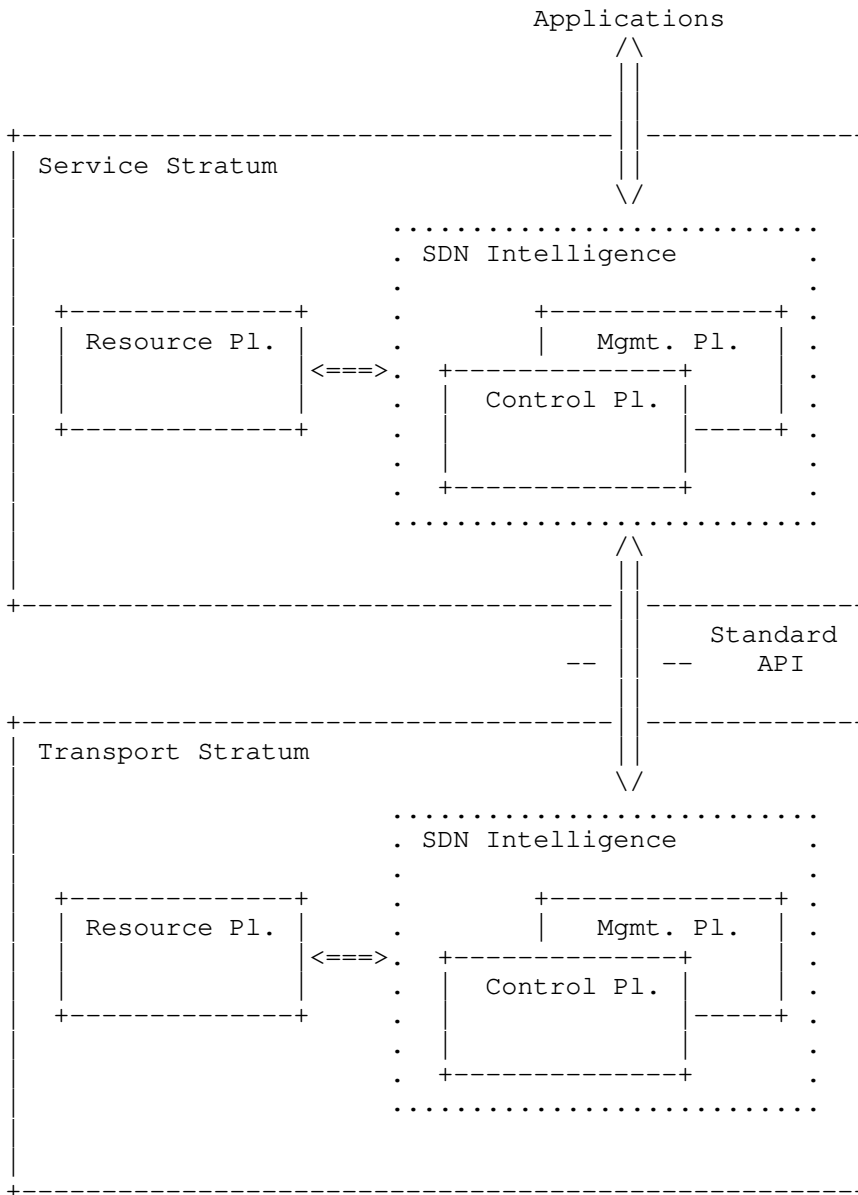 Applications
Service Stratum
SDN Intelligence
Resource Pl.
Mgmt. Pl.
Control Pl.
Standard
API
Transport Stratum
SDN Intelligence
Resource Pl.
Mgmt. Pl.
Control Pl.